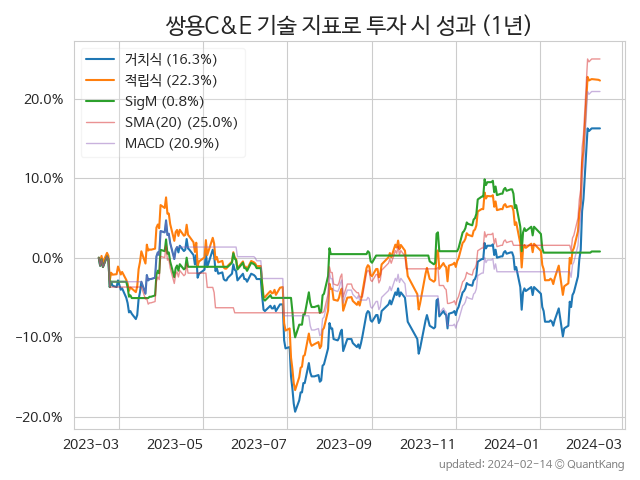 쌍용C&E 기술 지표로 투자 시 성과 (1년)
거치식 (16.3%)
적립식 (22.3%)
SigM (0.8%)
SMA(20) (25.0%)
MACD (20.9%)
20.0%
10.0%
0.0%
−10.0%
−20.0%
2023-03 2023-05 2023-07 2023-09 2023-11 2024-01 2024-03
updated: 2024-02-14 © QuantKang